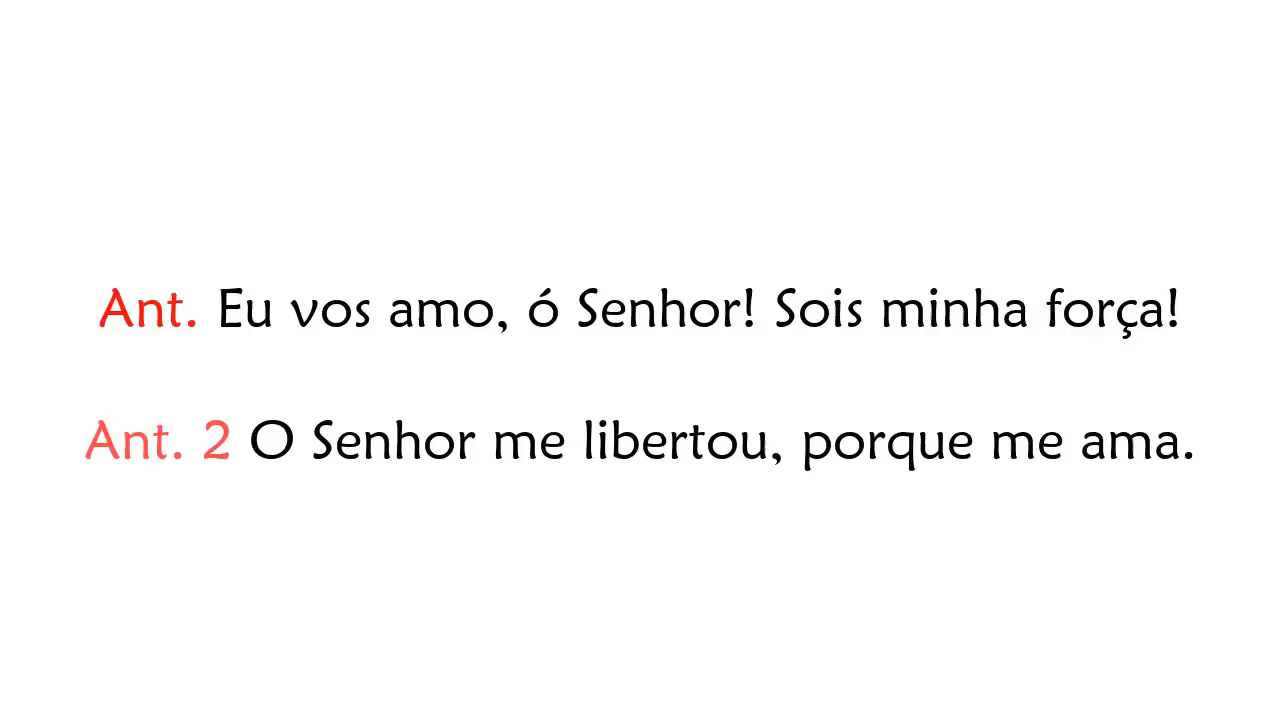 Ant. Eu vos amo, ó Senhor! Sois minha força!
Ant. 2 O Senhor me libertou, porque me ama.